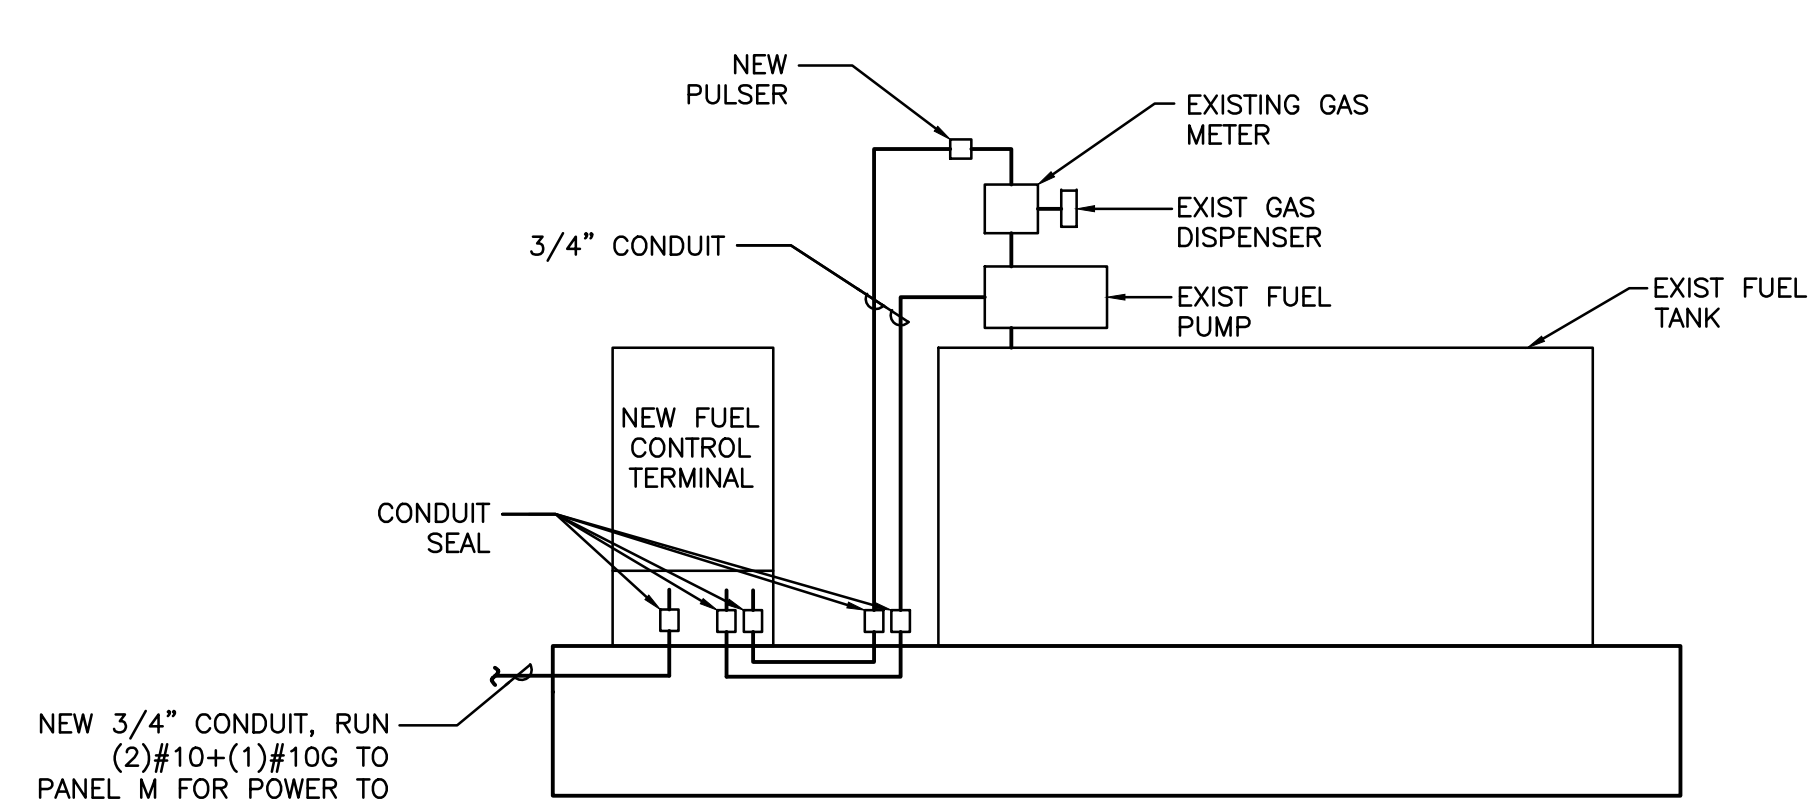 NEW
PULSER
EXISTING GAS
METER
EXIST GAS
DISPENSER
3/4" CONDUIT
EXIST FUEL
PUMP
EXIST FUEL
TANK
NEW FUEL
CONTROL
TERMINAL
CONDUIT
SEAL
NEW 3/4" CONDUIT, RUN
(2)#10+(1)#10G TO
PANEL M FOR POWER TO